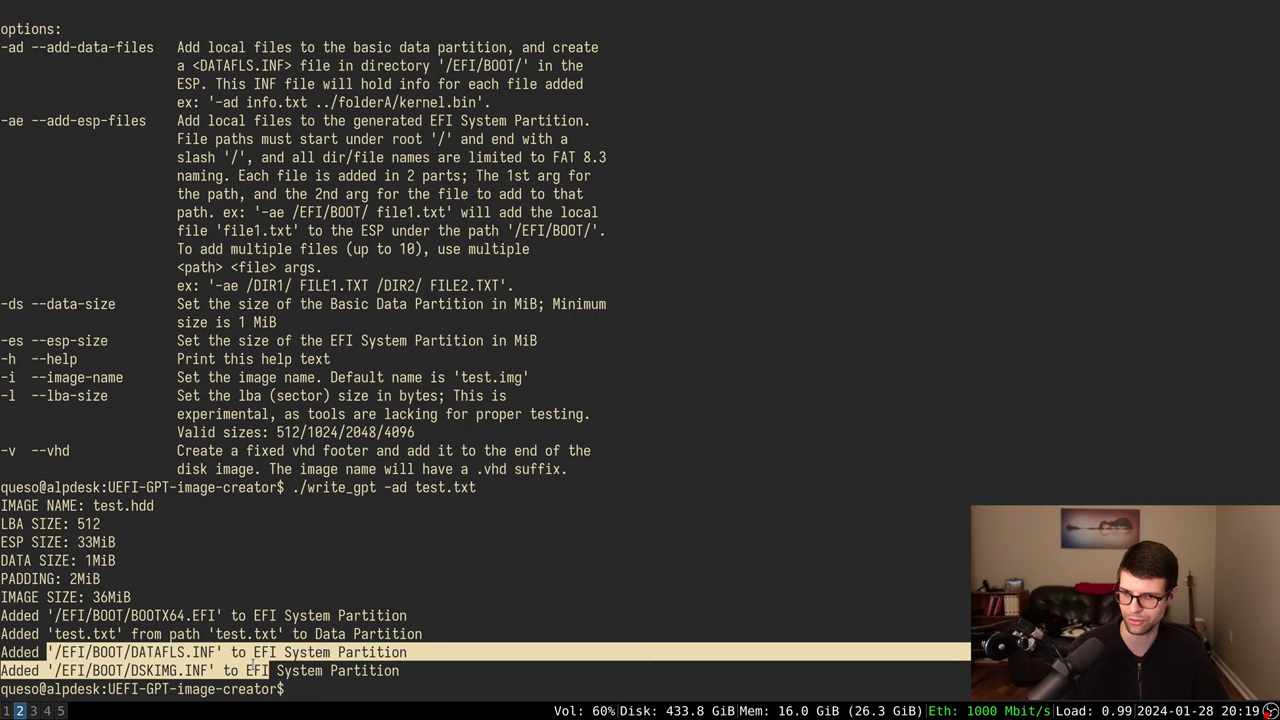 options:
-ad --add-data-files   Add local files to the basic data partition, and create
a <DATAFLS.INF> file in directory '/EFI/BOOT/' in the
ESP. This INF file will hold info for each file added
ex: '-ad info.txt ../folderA/kernel.bin'.
-ae --add-esp-files    Add local files to the generated EFI System Partition.
File paths must start under root '/' and end with a
slash '/', and all dir/file names are limited to FAT 8.3
naming. Each file is added in 2 parts; The 1st arg for
the path, and the 2nd arg for the file to add to that
path. ex: '-ae /EFI/BOOT/ file1.txt' will add the local
file 'file1.txt' to the ESP under the path '/EFI/BOOT/'.
To add multiple files (up to 10), use multiple
<path> <file> args.
ex: '-ae /DIR1/ FILE1.TXT /DIR2/ FILE2.TXT'.
-ds --data-size        Set the size of the Basic Data Partition in MiB; Minimum
size is 1 MiB
-es --esp-size         Set the size of the EFI System Partition in MiB
-h  --help             Print this help text
-i  --image-name       Set the image name. Default name is 'test.img'
-l  --lba-size         Set the lba (sector) size in bytes; This is
experimental, as tools are lacking for proper testing.
Valid sizes: 512/1024/2048/4096
-v  --vhd              Create a fixed vhd footer and add it to the end of the
disk image. The image name will have a .vhd suffix.
queso@alpdesk:UEFI-GPT-image-creator$ ./write_gpt -ad test.txt
IMAGE NAME: test.hdd
LBA SIZE: 512
ESP SIZE: 33MiB
DATA SIZE: 1MiB
PADDING: 2MiB
IMAGE SIZE: 36MiB
Added '/EFI/BOOT/BOOTX64.EFI' to EFI System Partition
Added 'test.txt' from path 'test.txt' to Data Partition
Added '/EFI/BOOT/DATAFLS.INF' to EFI System Partition
Added '/EFI/BOOT/DSKIMG.INF' to EFI System Partition
queso@alpdesk:UEFI-GPT-image-creator$
1 2 3 4 5 Vol: 60% Disk: 433.8 GiB Mem: 16.0 GiB (26.3 GiB) Eth: 1000 Mbit/s Load: 0.99 2024-01-28 20:19